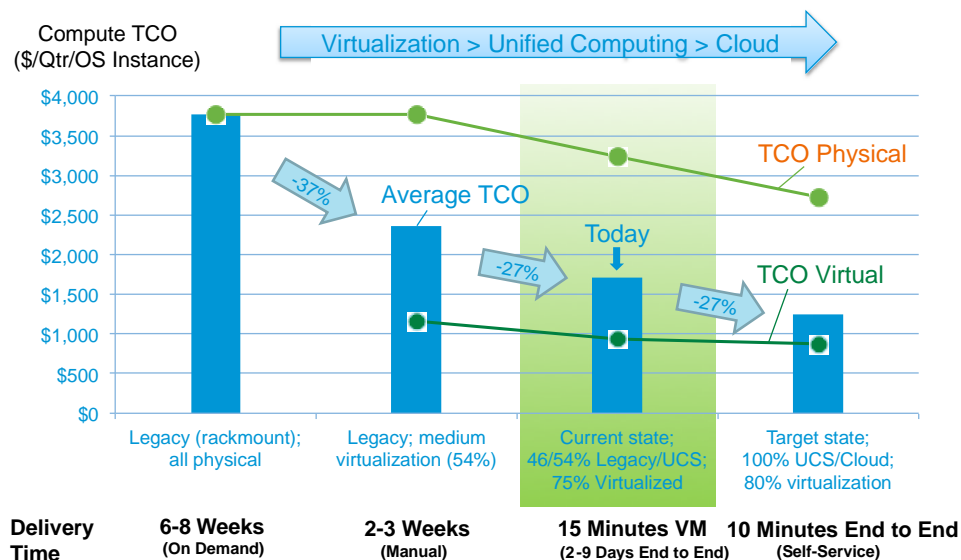 Compute TCO
($/Qtr/OS Instance)
Virtualization > Unified Computing > Cloud
$4,000
$3,500
$3,000
$2,500
$2,000
$1,500
$1,000
$500
$0
-37%
Average TCO
-27%
Today
-27%
TCO Physical
TCO Virtual
Legacy (rackmount);
all physical
Legacy; medium
virtualization (54%)
Current state;
46/54% Legacy/UCS;
75% Virtualized
Target state;
100% UCS/Cloud;
80% virtualization
Delivery
Time
6-8 Weeks
(On Demand)
2-3 Weeks
(Manual)
15 Minutes VM
(2-9 Days End to End)
10 Minutes End to End
(Self-Service)